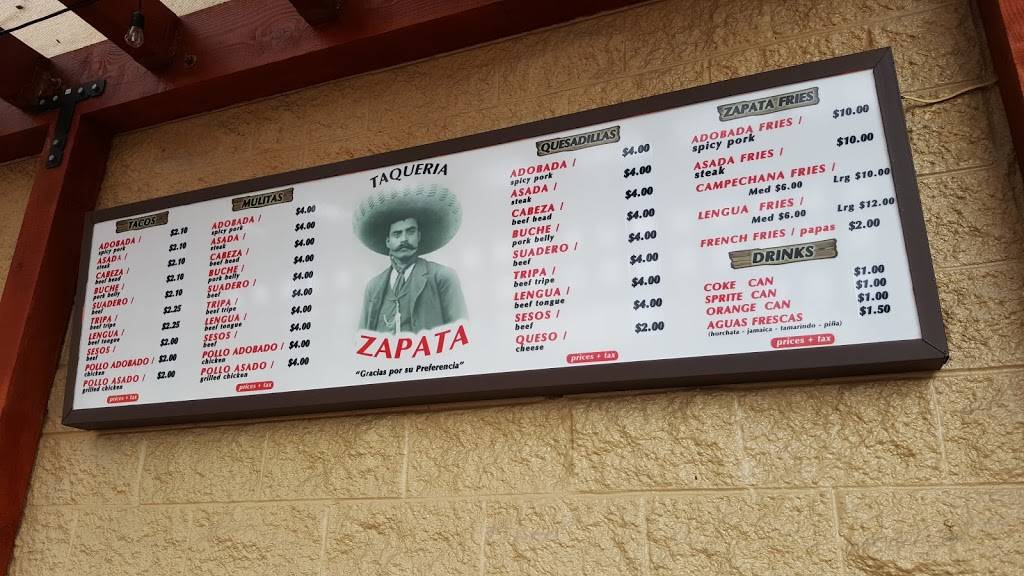 TACOS
ADOBADA / $2.10
spicy pork
ASADA / $2.10
steak
CABEZA / $2.10
beef head
BUCHE / $2.10
pork belly
SUADERO / $2.10
beef
TRIPA / $2.25
beef tripe
LENGUA / $2.25
beef tongue
SESOS / $2.00
beef
POLLO ADOBADO / $2.00
chicken
POLLO ASADO / $2.00
grilled chicken
prices + tax
MULITAS
ADOBADA / $4.00
spicy pork
ASADA / $4.00
steak
CABEZA / $4.00
beef head
BUCHE / $4.00
pork belly
SUADERO / $4.00
beef
TRIPA / $4.00
beef tripe
LENGUA / $4.00
beef tongue
SESOS / $4.00
beef
POLLO ADOBADO / $4.00
chicken
POLLO ASADO / $4.00
grilled chicken
prices + tax
TAQUERIA
ZAPATA
"Gracias por su Preferencia"
QUESADILLAS
ADOBADA / $4.00
spicy pork
ASADA / $4.00
steak
CABEZA / $4.00
beef head
BUCHE / $4.00
pork belly
SUADERO / $4.00
beef
TRIPA / $4.00
beef tripe
LENGUA / $4.00
beef tongue
SESOS / $4.00
beef
QUESO / $2.00
cheese
prices + tax
ZAPATA FRIES
ADOBADA FRIES / $10.00
spicy pork
ASADA FRIES / $10.00
steak
CAMPECHANA FRIES /
Med $6.00 Lrg $10.00
LENGUA FRIES /
Med $6.00 Lrg $12.00
FRENCH FRIES / papas $2.00
DRINKS
COKE CAN $1.00
SPRITE CAN $1.00
ORANGE CAN $1.00
AGUAS FRESCAS $1.50
(horchata - jamaica - tamarindo - piña)
prices + tax